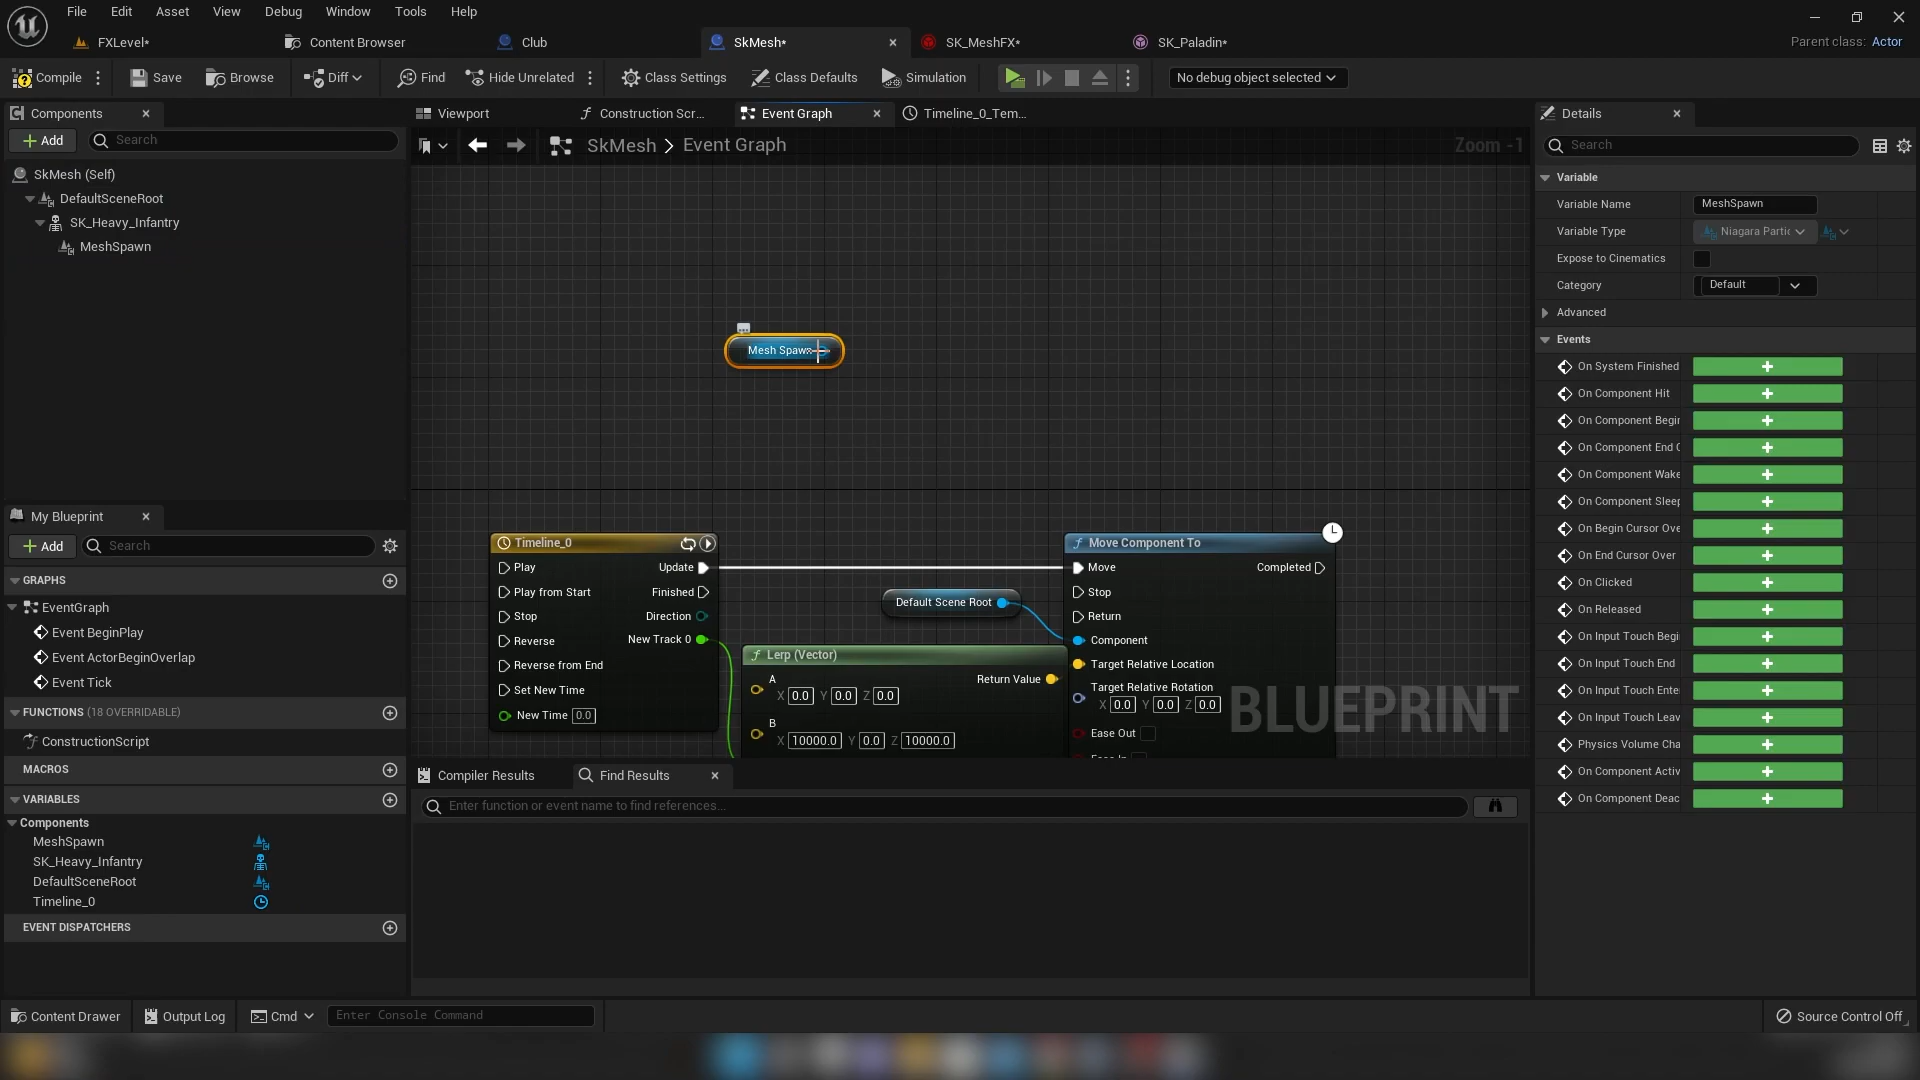 File Edit Asset View Debug Window Tools Help
FXLevel* Content Browser Club SkMesh* SK_MeshFX* SK_Paladin* Parent class: Actor
Compile Save Browse Diff Find Hide Unrelated Class Settings Class Defaults Simulation No debug object selected
Components Viewport Construction Scr... Event Graph Timeline_0_Tem... Details
Add Search SkMesh > Event Graph Zoom -1 Search
SkMesh (Self)
DefaultSceneRoot
SK_Heavy_Infantry
MeshSpawn
Variable
Variable Name MeshSpawn
Variable Type Niagara Partic
Expose to Cinematics
Category Default
Advanced
Events
On System Finished
On Component Hit
On Component Begin
On Component End O
On Component Wake
On Component Sleep
On Begin Cursor Ove
On End Cursor Over
On Clicked
On Released
On Input Touch Begi
On Input Touch End
On Input Touch Ente
On Input Touch Leav
Physics Volume Cha
On Component Activ
On Component Deac
Mesh Spawn
Timeline_0
Play Update
Play from Start Finished
Stop Direction
Reverse New Track 0
Reverse from End
Set New Time
New Time 0.0
Default Scene Root
Lerp (Vector)
A Return Value
X 0.0 Y 0.0 Z 0.0
B
X 10000.0 Y 0.0 Z 10000.0
Move Component To
Move Completed
Stop
Return
Component
Target Relative Location
Target Relative Rotation
X 0.0 Y 0.0 Z 0.0
Ease Out
Ease In
BLUEPRINT
My Blueprint
Add Search
GRAPHS
EventGraph
Event BeginPlay
Event ActorBeginOverlap
Event Tick
FUNCTIONS (18 OVERRIDABLE)
ConstructionScript
MACROS
VARIABLES
Components
MeshSpawn
SK_Heavy_Infantry
DefaultSceneRoot
Timeline_0
EVENT DISPATCHERS
Compiler Results Find Results
Enter function or event name to find references...
Content Drawer Output Log Cmd Enter Console Command Source Control Off